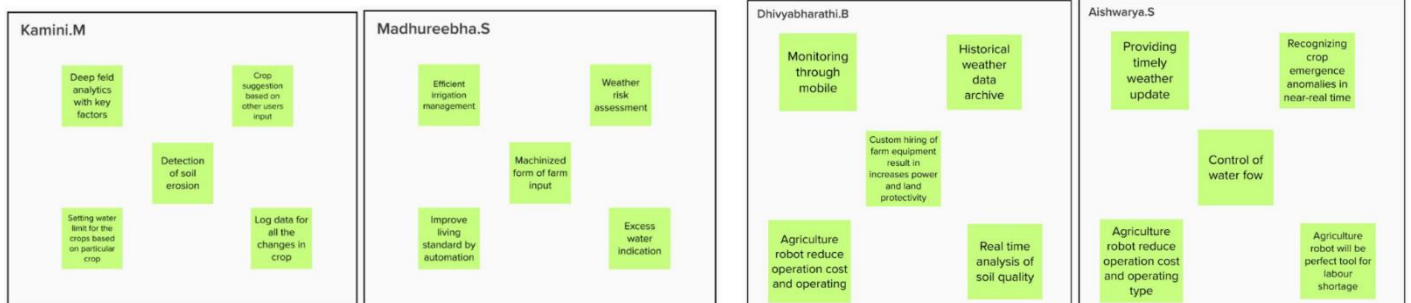 Kamini.M
Deep feld
analytics
with key
factors
Crop
suggestion
based on
other users
input
Detection
of soil
erosion
Setting water
limit for the
crops based
on particular
crop
Log data for
all the
changes in
crop
Madhureebha.S
Efficient
irrigation
management
Weather
risk
assessment
Machinized
form of farm
input
Improve
living
standard by
automation
Excess
water
indication
Dhivyabharathi.B
Monitoring
through
mobile
Historical
weather
data
archive
Custom hiring of
farm equipment
result in
increases power
and land
protectivity
Agriculture
robot reduce
operation cost
and operating
Real time
analysis of
soil quality
Aishwarya.S
Providing
timely
weather
update
Recognizing
crop
emergence
anomalies in
near-real time
Control of
water fow
Agriculture
robot reduce
operation cost
and operating
type
Agriculture
robot will be
perfect tool for
labour
shortage